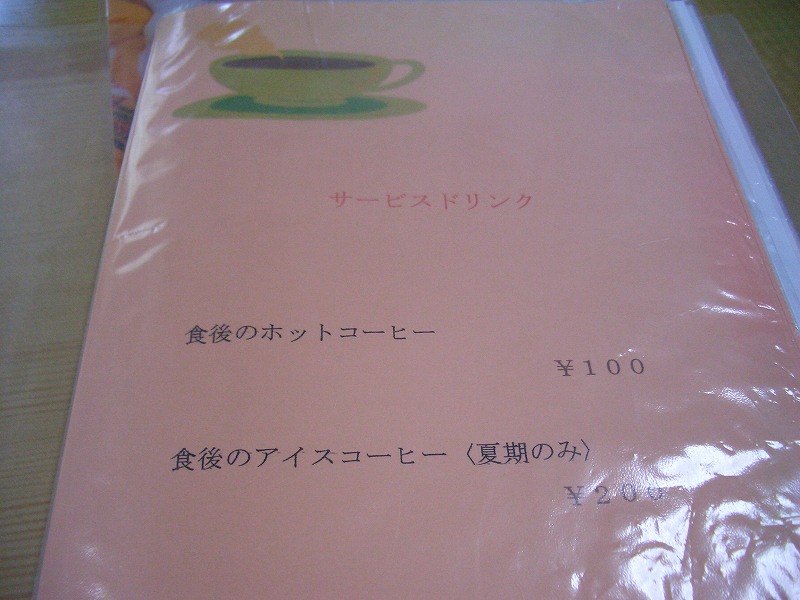 サービスドリンク
食後のホットコーヒー
￥１００
食後のアイスコーヒー〈夏期のみ〉
￥２００